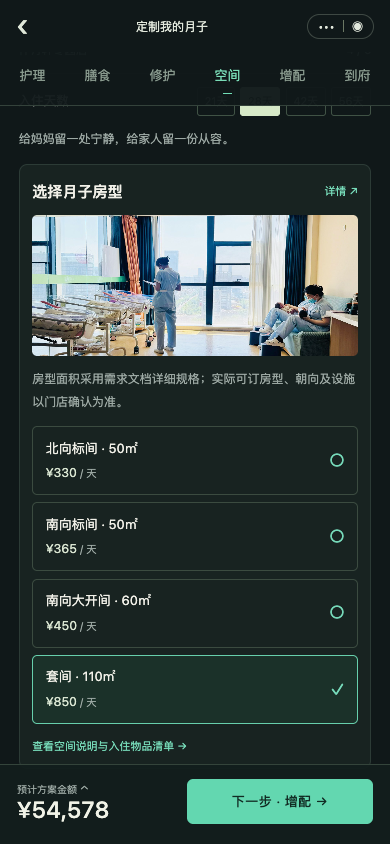 定制我的月子
护理
膳食
修护
空间
增配
到府
给妈妈留一处宁静，给家人留一份从容。
选择月子房型
详情 ↗
房型面积采用需求文档详细规格；实际可订房型、朝向及设施
以门店确认为准。
北向标间 · 50㎡
¥330 / 天
南向标间 · 50㎡
¥365 / 天
南向大开间 · 60㎡
¥450 / 天
套间 · 110㎡
¥850 / 天
查看空间说明与入住物品清单 →
预计方案金额
¥54,578
下一步 · 增配 →